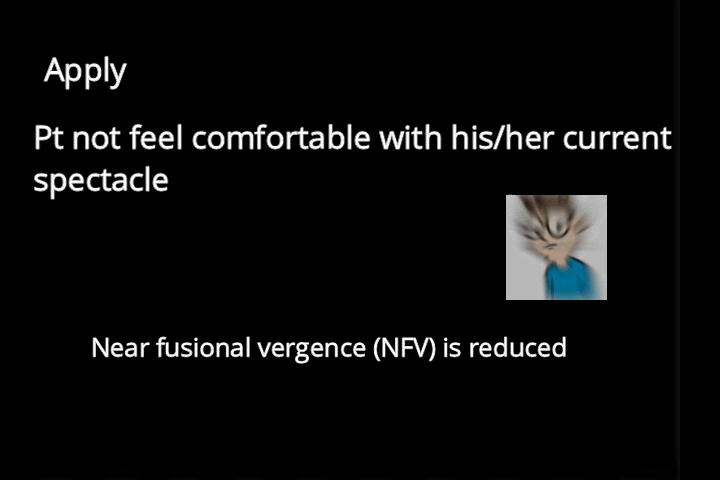 Apply
Pt not feel comfortable with his/her current
spectacle
Near fusional vergence (NFV) is reduced